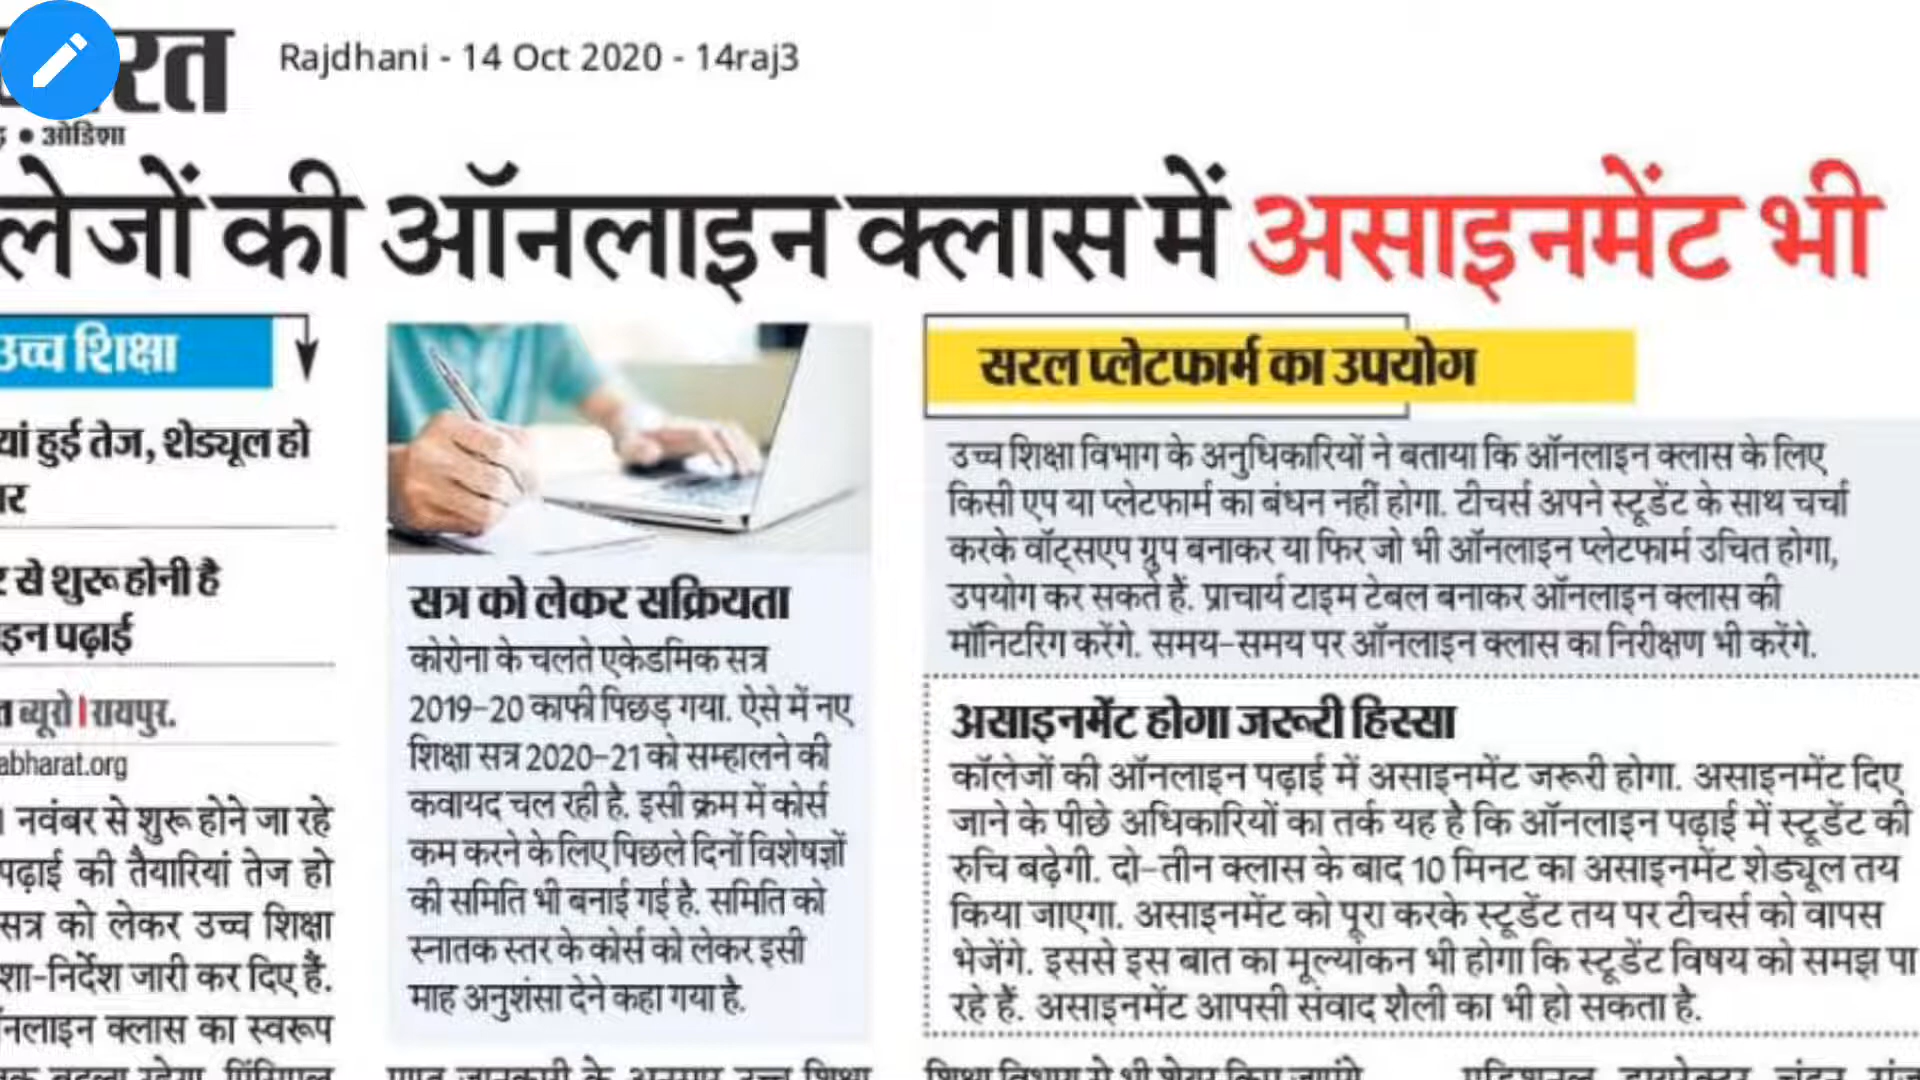 रत
Rajdhani - 14 Oct 2020 - 14raj3
• ओडिशा
लेजों की ऑनलाइन क्लास में असाइनमेंट भी
उच्च शिक्षा
यां हुई तेज, शेड्यूल हो
से शुरू होनी है
इन पढ़ाई
ब्यूरो|रायपुर.
abharat.org
नवंबर से शुरू होने जा रहे
पढ़ाई की तैयारियां तेज हो
सत्र को लेकर उच्च शिक्षा
शा-निर्देश जारी कर दिए हैं.
नलाइन क्लास का स्वरूप
सत्र को लेकर सक्रियता
कोरोना के चलते एकेडमिक सत्र
2019-20 काफी पिछड़ गया. ऐसे में नए
शिक्षा सत्र 2020-21 को सम्हालने की
कवायद चल रही है. इसी क्रम में कोर्स
कम करने के लिए पिछले दिनों विशेषज्ञों
की समिति भी बनाई गई है. समिति को
स्नातक स्तर के कोर्स को लेकर इसी
माह अनुशंसा देने कहा गया है.
सरल प्लेटफार्म का उपयोग
उच्च शिक्षा विभाग के अनुधिकारियों ने बताया कि ऑनलाइन क्लास के लिए
किसी एप या प्लेटफार्म का बंधन नहीं होगा. टीचर्स अपने स्टूडेंट के साथ चर्चा
करके वॉट्सएप ग्रुप बनाकर या फिर जो भी ऑनलाइन प्लेटफार्म उचित होगा,
उपयोग कर सकते हैं. प्राचार्य टाइम टेबल बनाकर ऑनलाइन क्लास की
मॉनिटरिंग करेंगे. समय-समय पर ऑनलाइन क्लास का निरीक्षण भी करेंगे.
असाइनमेंट होगा जरूरी हिस्सा
कॉलेजों की ऑनलाइन पढ़ाई में असाइनमेंट जरूरी होगा. असाइनमेंट दिए
जाने के पीछे अधिकारियों का तर्क यह है कि ऑनलाइन पढ़ाई में स्टूडेंट की
रुचि बढ़ेगी. दो-तीन क्लास के बाद 10 मिनट का असाइनमेंट शेड्यूल तय
किया जाएगा. असाइनमेंट को पूरा करके स्टूडेंट तय पर टीचर्स को वापस
भेजेंगे. इससे इस बात का मूल्यांकन भी होगा कि स्टूडेंट विषय को समझ पा
रहे हैं. असाइनमेंट आपसी संवाद शैली का भी हो सकता है.